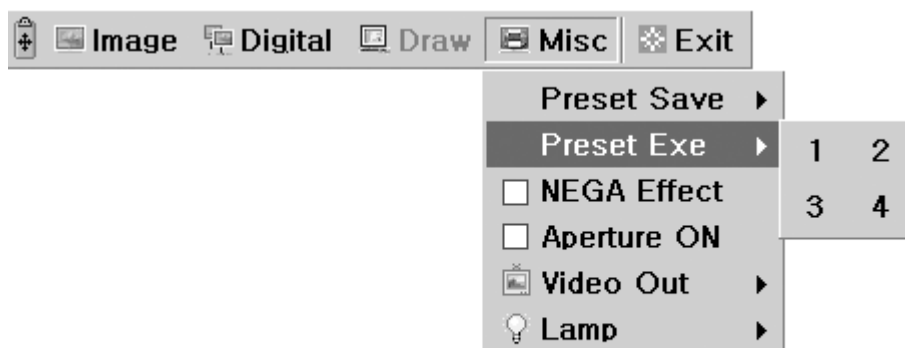 Image Digital Draw Misc Exit
Preset Save
Preset Exe
1 2
NEGA Effect
3 4
Aperture ON
Video Out
Lamp